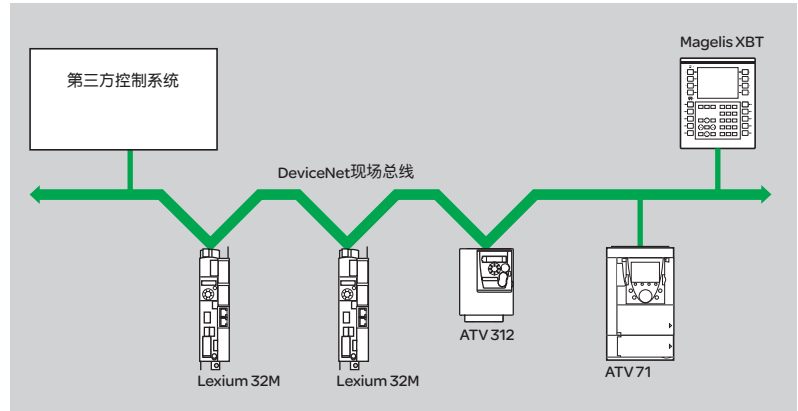 Magelis XBT
第三方控制系统
DeviceNet现场总线
ATV 312
ATV 71
Lexium 32M
Lexium 32M